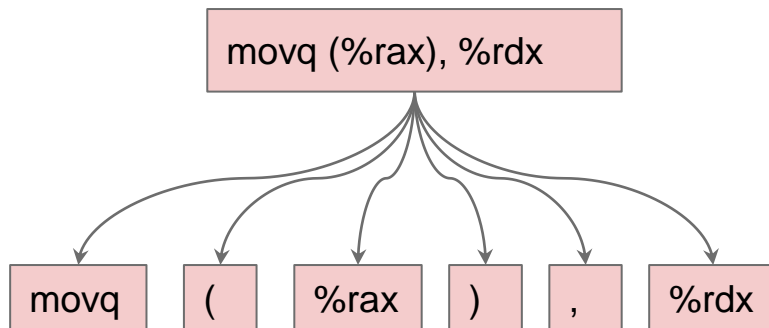 movq (%rax), %rdx
movq ( %rax ) , %rdx